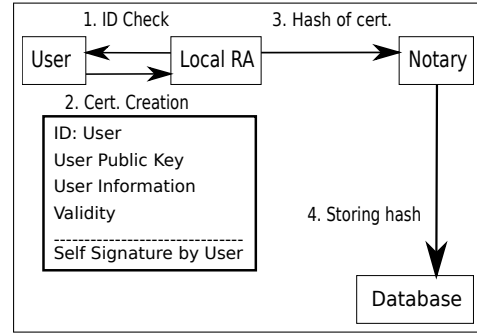 1. ID Check
3. Hash of cert.
User
Local RA
Notary
2. Cert. Creation
ID: User
User Public Key
User Information
Validity
--------------------------------
Self Signature by User
4. Storing hash
Database